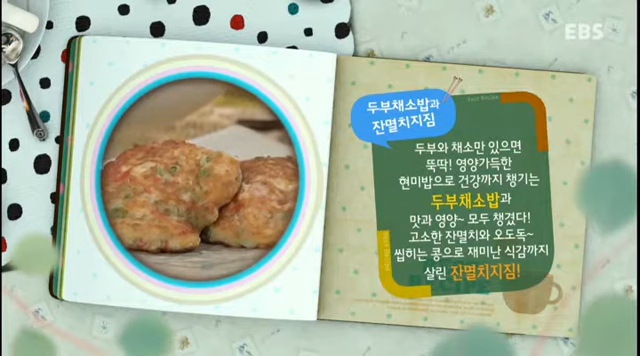 EBS
두부채소밥과
잔멸치지짐
두부와 채소만 있으면
뚝딱! 영양가득한
현미밥으로 건강까지 챙기는
두부채소밥과
맛과 영양~ 모두 챙겼다!
고소한 잔멸치와 오도독~
씹히는 콩으로 재미난 식감까지
살린 잔멸치지짐!